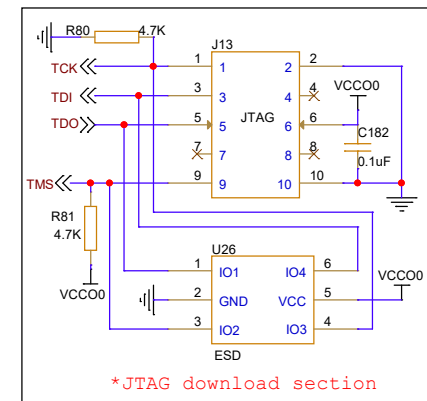 R80 4.7K
J13
TCK 1 1 2 2
VCCO0
TDI 3 3 4 4
TDO 5 5 JTAG 6 6
C182
0.1uF
7 7 8 8
TMS 9 9 10 10
R81
4.7K
VCCO0
U26
1 IO1 IO4 6
VCCO0
2 GND VCC 5
3 IO2 IO3 4
ESD
*JTAG download section